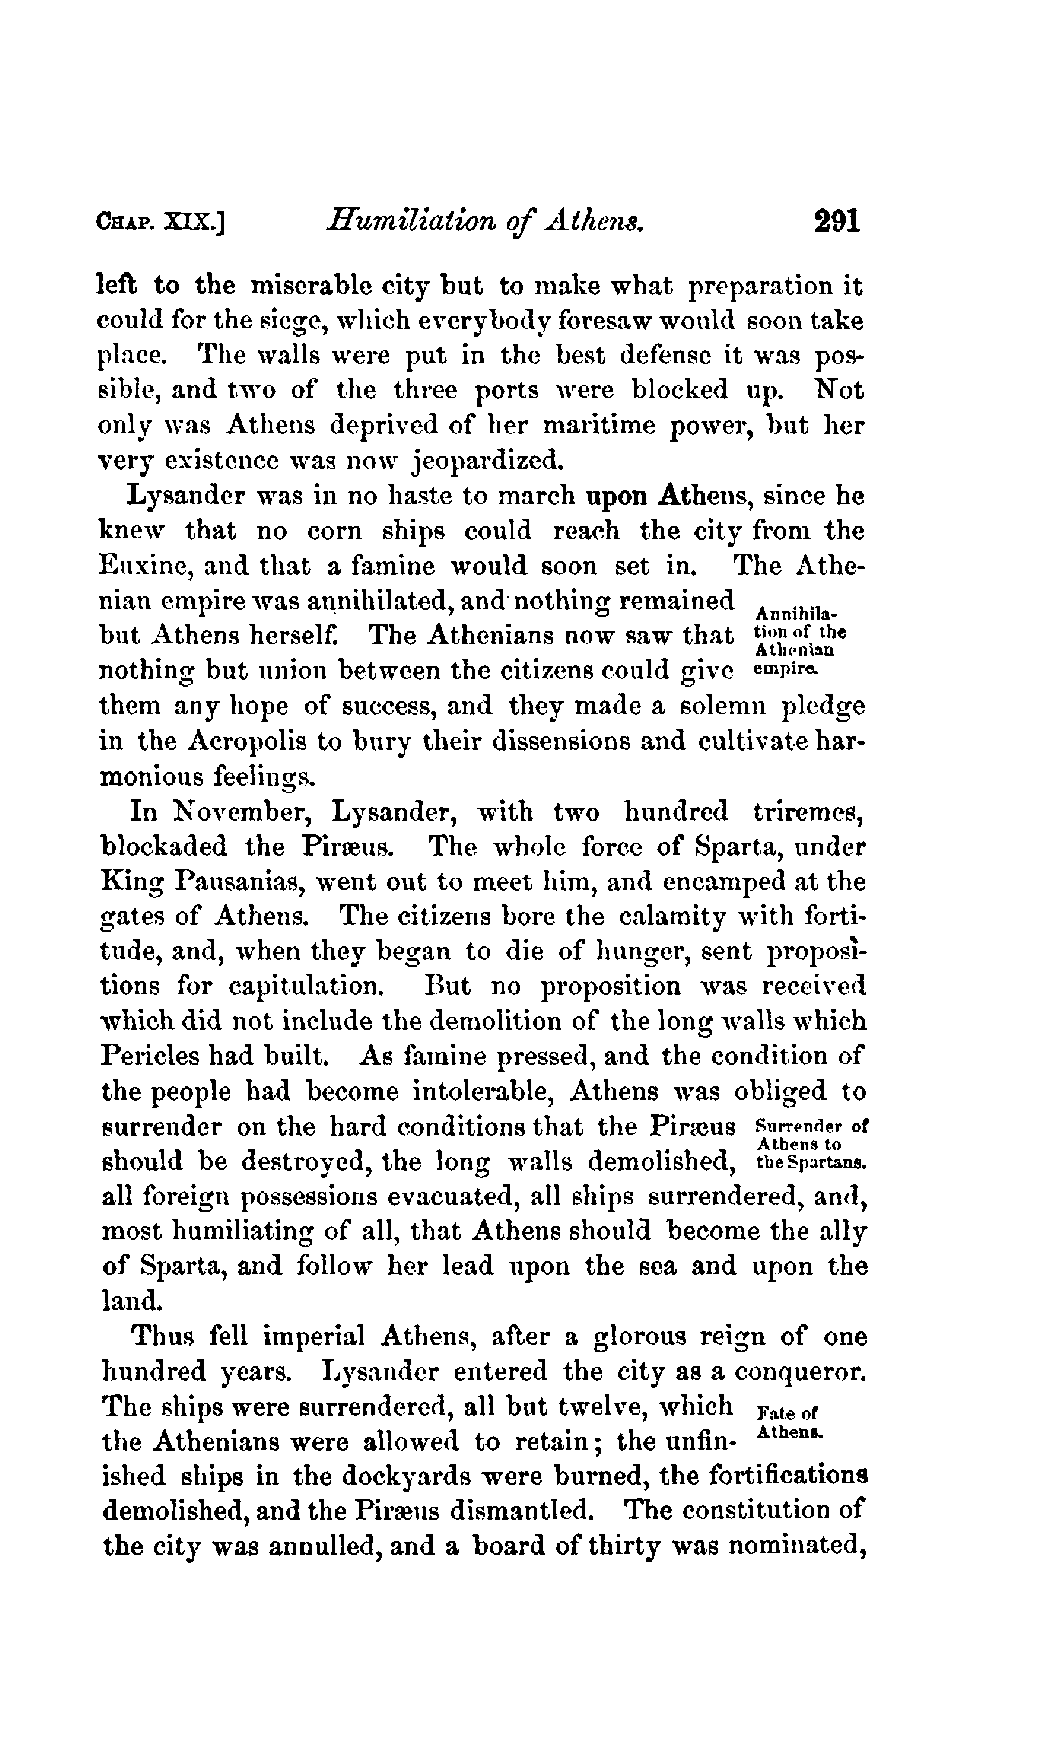 CHAP. XIX.] Humiliation of Athens. 291
left to the miserable city but to make what preparation it
could for the siege, which everybody foresaw would soon take
place. The walls were put in the best defense it was pos-
sible, and two of the three ports were blocked up. Not
only was Athens deprived of her maritime power, but her
very existence was now jeopardized.
Lysander was in no haste to march upon Athens, since he
knew that no corn ships could reach the city from the
Euxine, and that a famine would soon set in. The Athe-
nian empire was annihilated, and nothing remained
but Athens herself. The Athenians now saw that
nothing but union between the citizens could give
Annihila-
tion of the
Athenian
empire.
them any hope of success, and they made a solemn pledge
in the Acropolis to bury their dissensions and cultivate har-
monious feelings.
In November, Lysander, with two hundred triremes,
blockaded the Piræus. The whole force of Sparta, under
King Pausanias, went out to meet him, and encamped at the
gates of Athens. The citizens bore the calamity with forti-
tude, and, when they began to die of hunger, sent proposi-
tions for capitulation. But no proposition was received
which did not include the demolition of the long walls which
Pericles had built. As famine pressed, and the condition of
the people had become intolerable, Athens was obliged to
surrender on the hard conditions that the Piræus
should be destroyed, the long walls demolished,
Surrender of
Athens to
the Spartans.
all foreign possessions evacuated, all ships surrendered, and,
most humiliating of all, that Athens should become the ally
of Sparta, and follow her lead upon the sea and upon the
land.
Thus fell imperial Athens, after a glorous reign of one
hundred years. Lysander entered the city as a conqueror.
The ships were surrendered, all but twelve, which
the Athenians were allowed to retain; the unfin-
Fate of
Athens.
ished ships in the dockyards were burned, the fortifications
demolished, and the Piræus dismantled. The constitution of
the city was annulled, and a board of thirty was nominated,